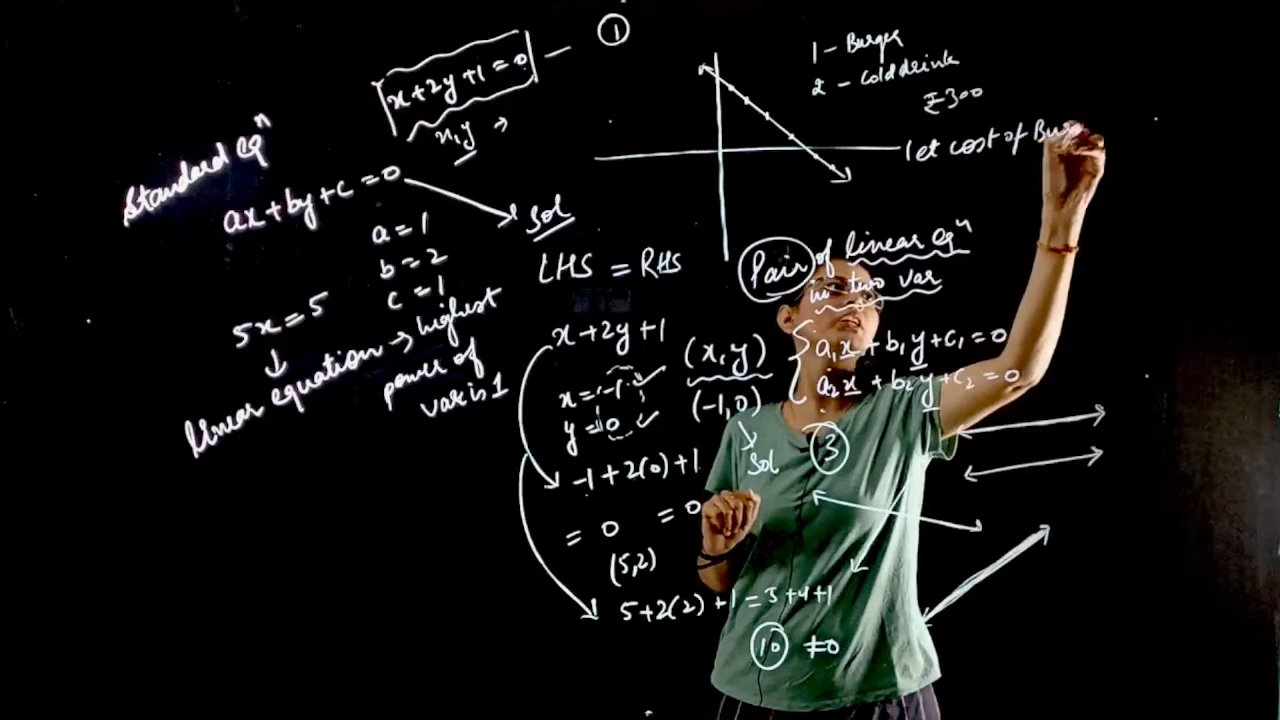 x+2y+1=0 — 1
x,y →
Standard eqⁿ
ax+by+c=0
a=1
b=2
c=1
5x=5
↓
linear equation → highest
power of
var is 1
Sol
LHS = RHS
x+2y+1
x=-1
y=0
(x,y)
(-1,0)
↓
Sol
-1+2(0)+1
= 0 = 0
(5,2)
5+2(2)+1=5+4+1
10 ≠0
1 - Burger
2 - Cold drink
₹300
let cost of Burg
Pair of linear eqⁿ
in two var
a₁x+b₁y+c₁=0
a₂x+b₂y+c₂=0
3